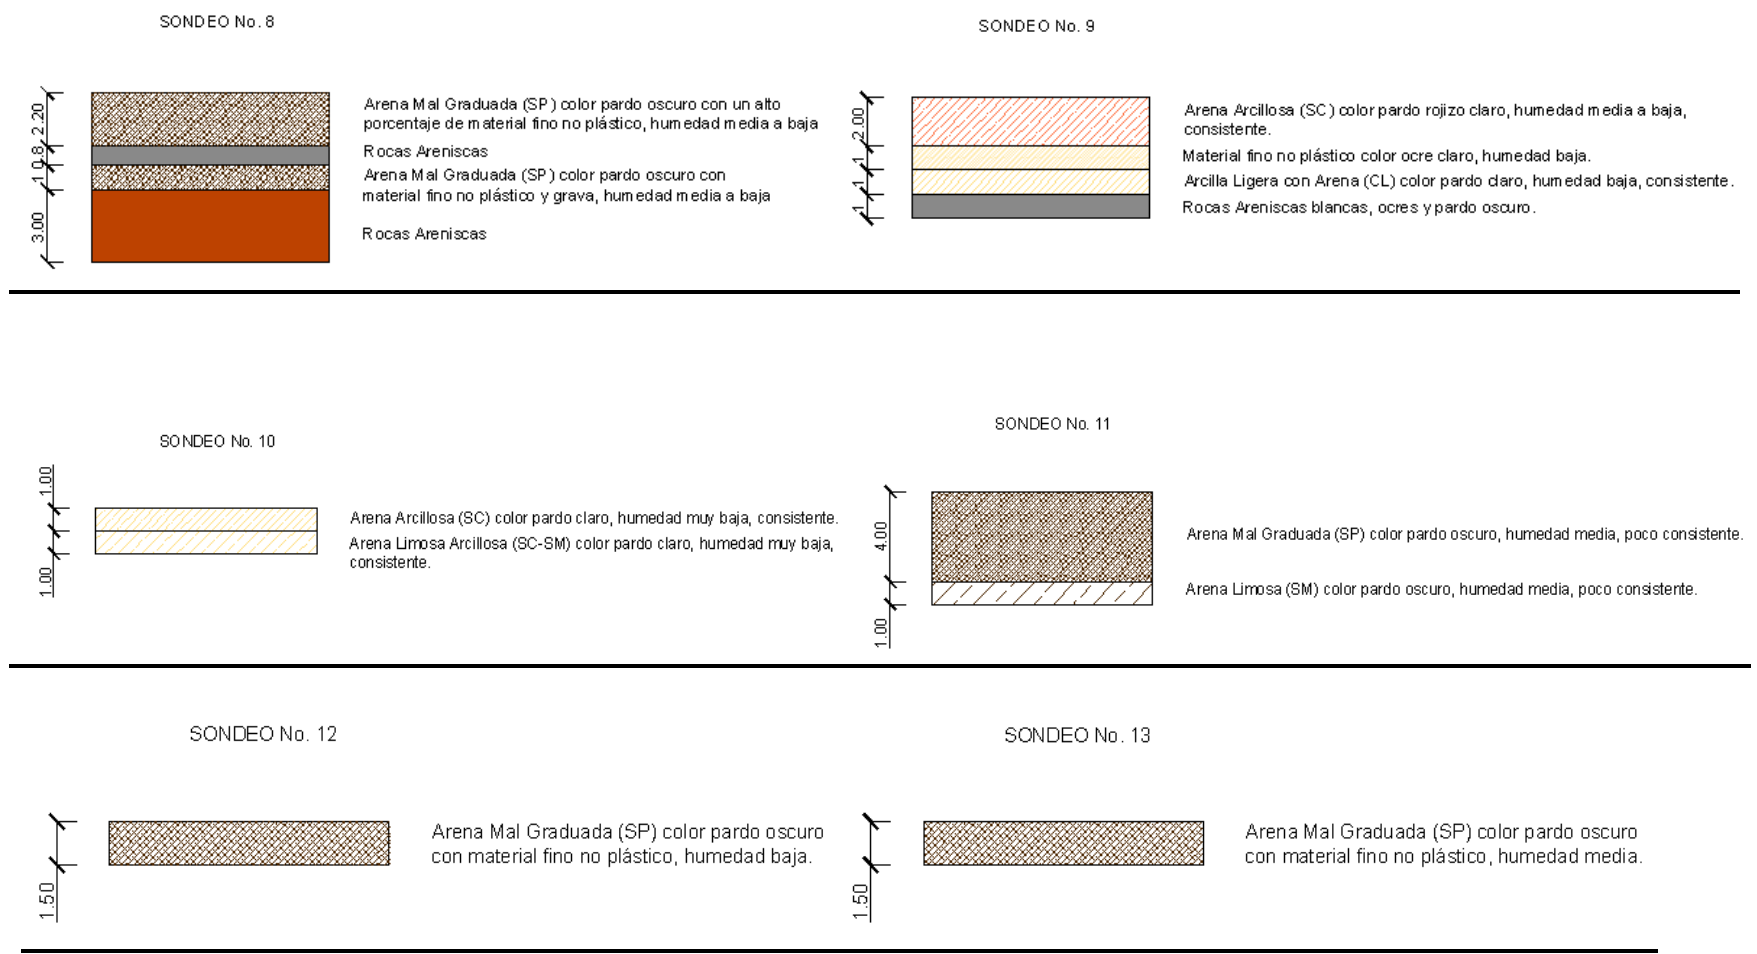 SONDEO No. 8
2.20
0.8
1
3.00
Arena Mal Graduada (SP) color pardo oscuro con un alto
porcentaje de material fino no plástico, humedad media a baja
Rocas Areniscas
Arena Mal Graduada (SP) color pardo oscuro con
material fino no plástico y grava, humedad media a baja
Rocas Areniscas
SONDEO No. 9
2.00
1
1
1
Arena Arcillosa (SC) color pardo rojizo claro, humedad media a baja,
consistente.
Material fino no plástico color ocre claro, humedad baja.
Arcilla Ligera con Arena (CL) color pardo claro, humedad baja, consistente.
Rocas Areniscas blancas, ocres y pardo oscuro.
SONDEO No. 10
1.00
1.00
Arena Arcillosa (SC) color pardo claro, humedad muy baja, consistente.
Arena Limosa Arcillosa (SC-SM) color pardo claro, humedad muy baja,
consistente.
SONDEO No. 11
4.00
1.00
Arena Mal Graduada (SP) color pardo oscuro, humedad media, poco consistente.
Arena Limosa (SM) color pardo oscuro, humedad media, poco consistente.
SONDEO No. 12
1.50
Arena Mal Graduada (SP) color pardo oscuro
con material fino no plástico, humedad baja.
SONDEO No. 13
1.50
Arena Mal Graduada (SP) color pardo oscuro
con material fino no plástico, humedad media.